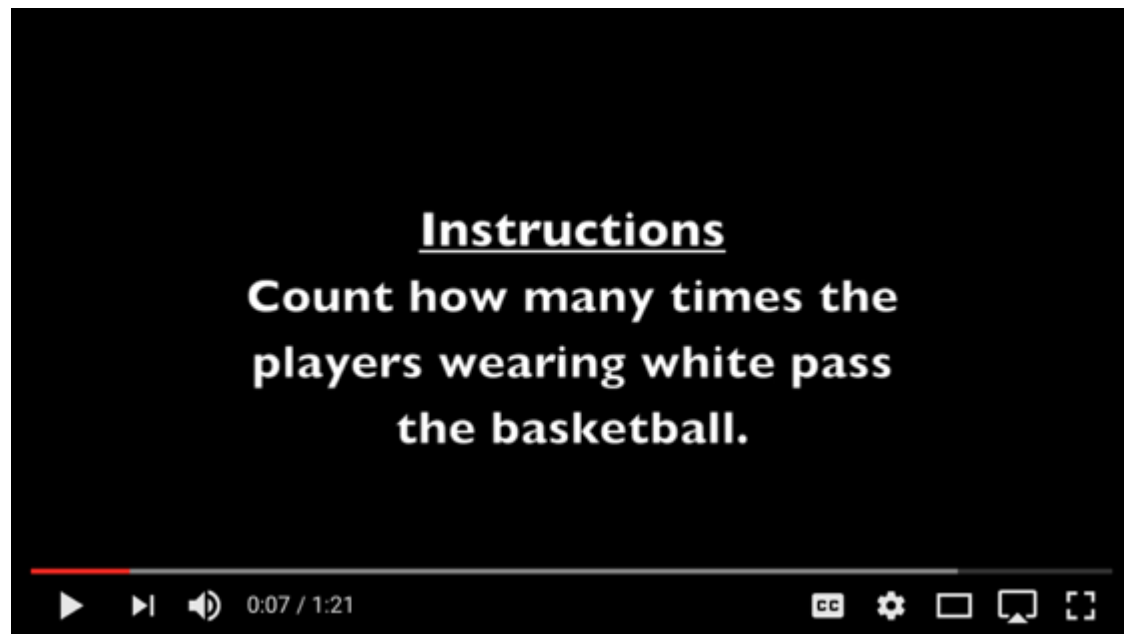 Instructions
Count how many times the
players wearing white pass
the basketball.
0:07 / 1:21
CC